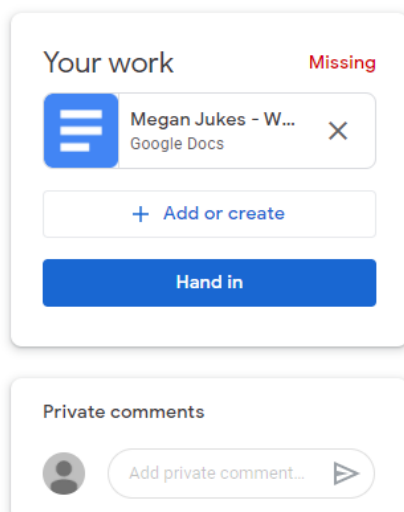 Your work
Missing
Megan Jukes - W...
Google Docs
+ Add or create
Hand in
Private comments
Add private comment...